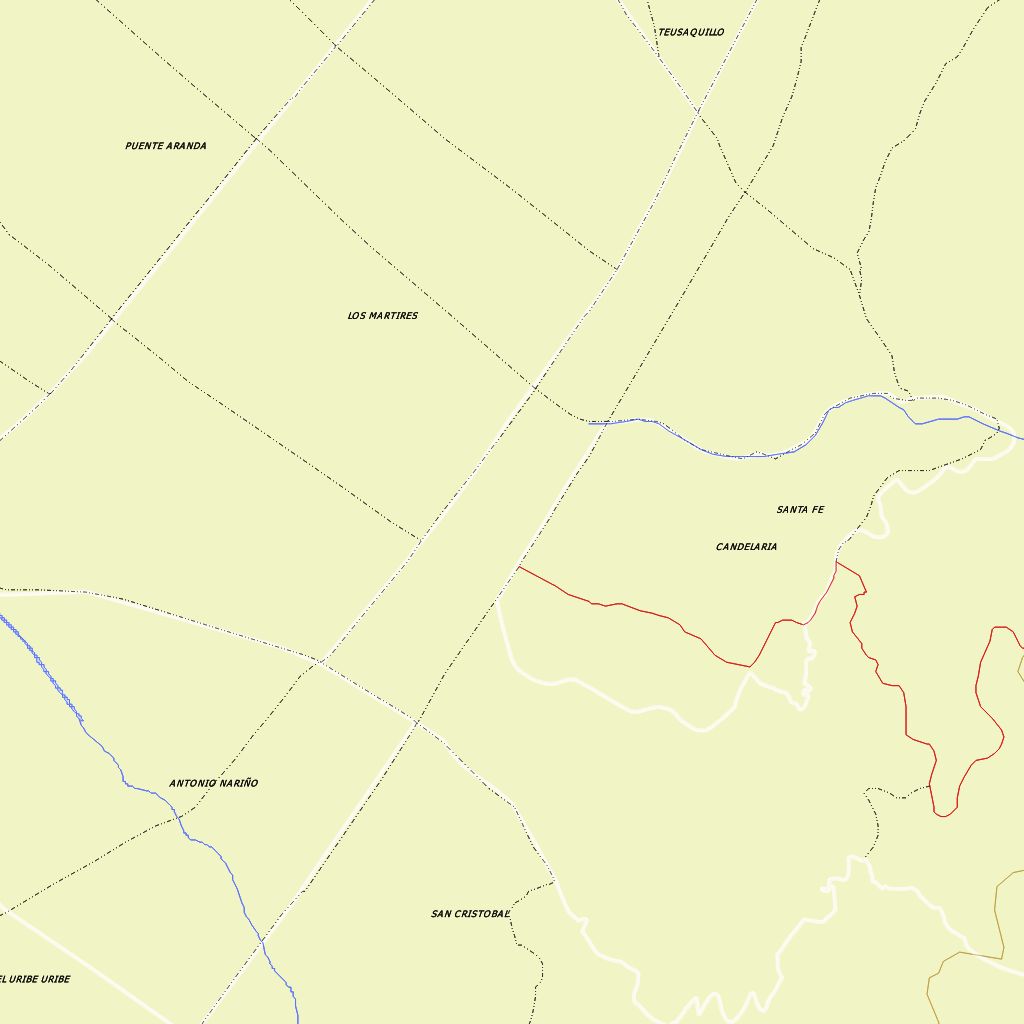 TEUSAQUILLO
PUENTE ARANDA
LOS MARTIRES
SANTA FE
CANDELARIA
ANTONIO NARIÑO
SAN CRISTOBAL
EL URIBE URIBE